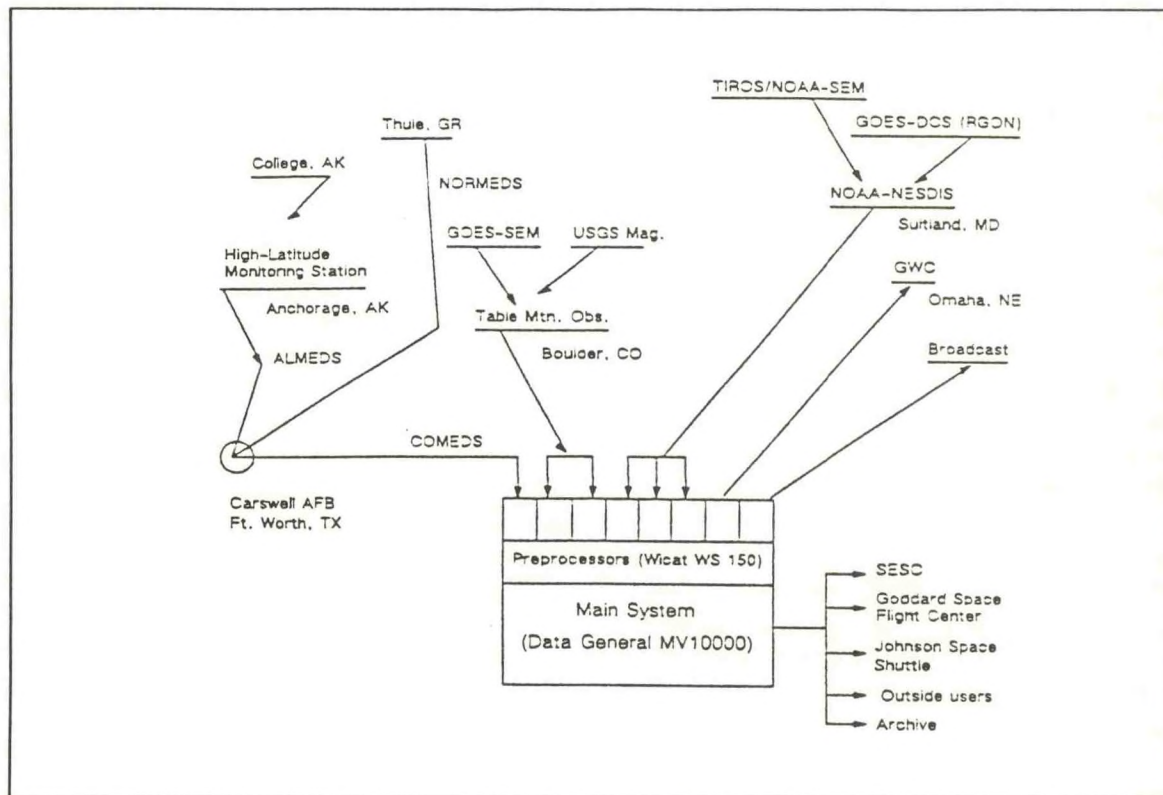 TIROS/NOAA-SEM
GOES-DCS (RGON)
Thule, GR
College, AK
NORMEDS
NOAA-NESDIS
Suitland, MD
GOES-SEM
USGS Mag.
High-Latitude
Monitoring Station
Anchorage, AK
GWC
Omaha, NE
Table Mtn. Obs.
Boulder, CO
ALMEDS
Broadcast
COMEDS
Carswell AFB
Ft. Worth, TX
Preprocessors (Wicat WS 150)
Main System
(Data General MV10000)
SESC
Goddard Space
Flight Center
Johnson Space
Shuttle
Outside users
Archive